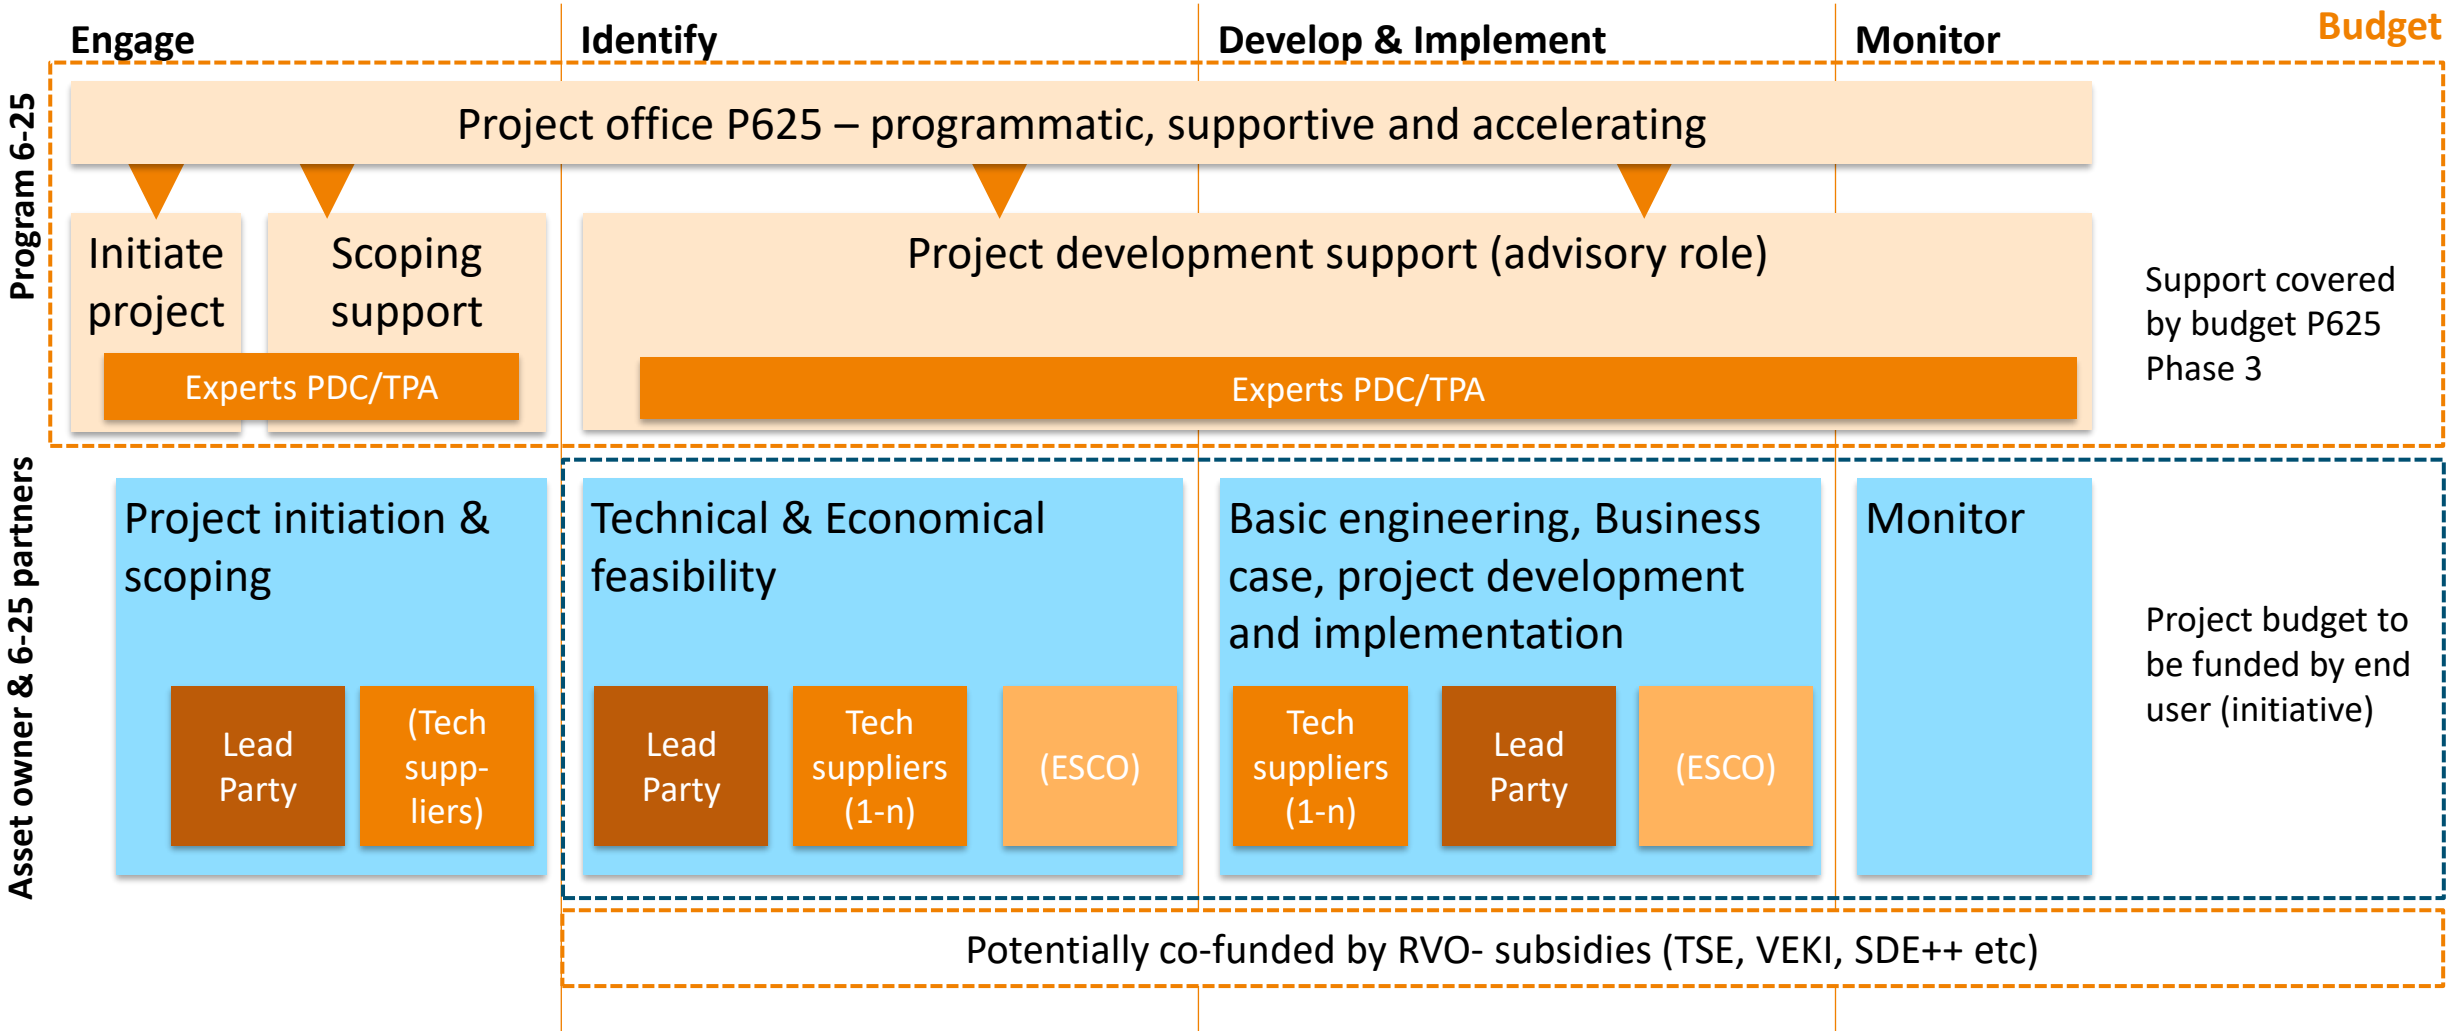 Engage
Identify
Develop & Implement
Monitor
Budget
Program 6-25
Project office P625 – programmatic, supportive and accelerating
Initiate
project
Scoping
support
Experts PDC/TPA
Project development support (advisory role)
Experts PDC/TPA
Support covered
by budget P625
Phase 3
Asset owner & 6-25 partners
Project initiation &
scoping
Lead
Party
(Tech
supp-
liers)
Technical & Economical
feasibility
Lead
Party
Tech
suppliers
(1-n)
(ESCO)
Basic engineering, Business
case, project development
and implementation
Tech
suppliers
(1-n)
Lead
Party
(ESCO)
Monitor
Project budget to
be funded by end
user (initiative)
Potentially co-funded by RVO- subsidies (TSE, VEKI, SDE++ etc)